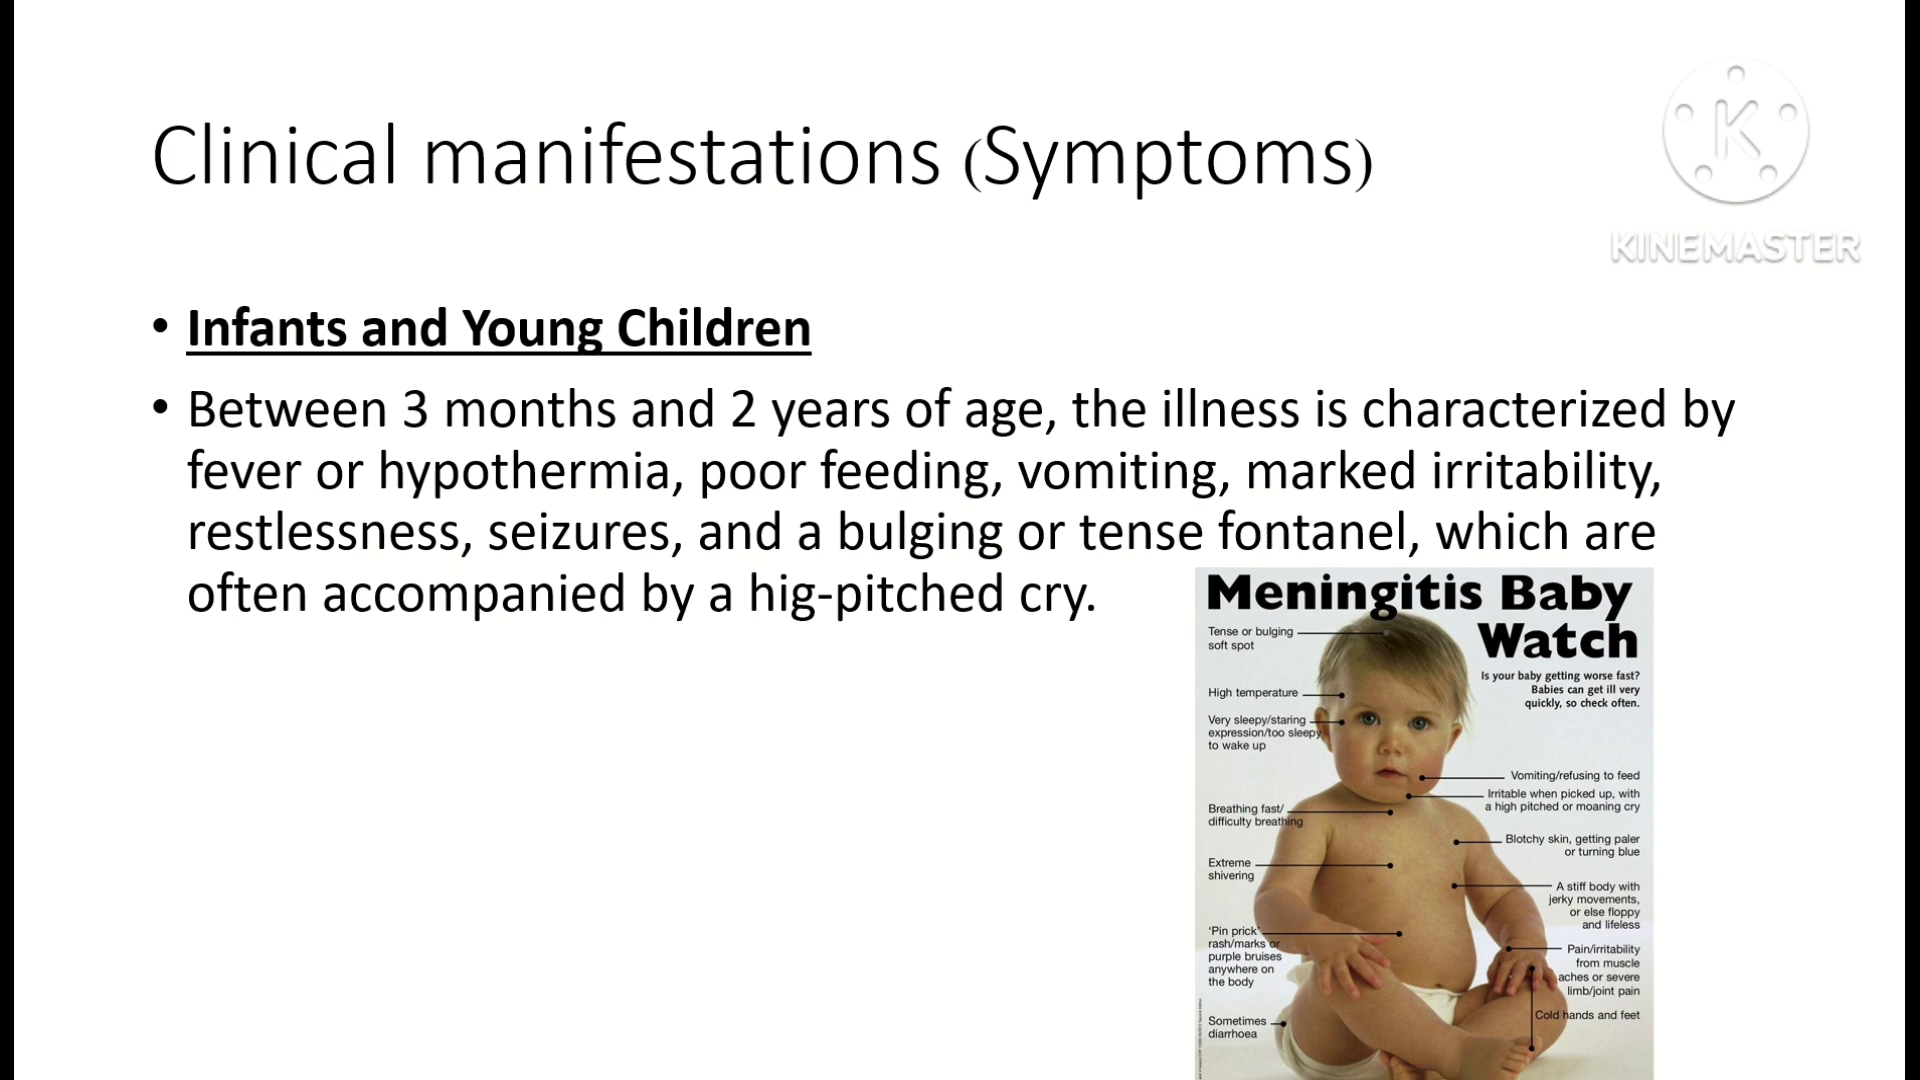 Clinical manifestations (Symptoms)
K
KINEMASTER
• Infants and Young Children
• Between 3 months and 2 years of age, the illness is characterized by
fever or hypothermia, poor feeding, vomiting, marked irritability,
restlessness, seizures, and a bulging or tense fontanel, which are
often accompanied by a hig-pitched cry.
Meningitis Baby
Watch
Is your baby getting worse fast?
Babies can get ill very
quickly, so check often.
Tense or bulging
soft spot
High temperature
Very sleepy/staring
expression/too sleepy
to wake up
Breathing fast/
difficulty breathing
Extreme
shivering
'Pin prick'
rash/marks or
purple bruises
anywhere on
the body
Sometimes
diarrhoea
Vomiting/refusing to feed
Irritable when picked up, with
a high pitched or moaning cry
Blotchy skin, getting paler
or turning blue
A stiff body with
jerky movements,
or else floppy
and lifeless
Pain/irritability
from muscle
aches or severe
limb/joint pain
Cold hands and feet